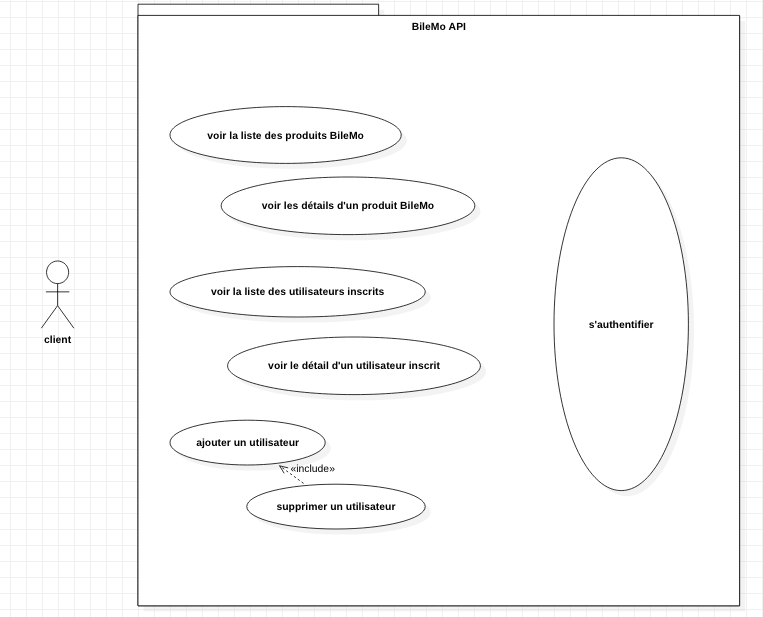 BileMo API
voir la liste des produits BileMo
voir les détails d'un produit BileMo
voir la liste des utilisateurs inscrits
s'authentifier
client
voir le détail d'un utilisateur inscrit
ajouter un utilisateur
«include»
supprimer un utilisateur